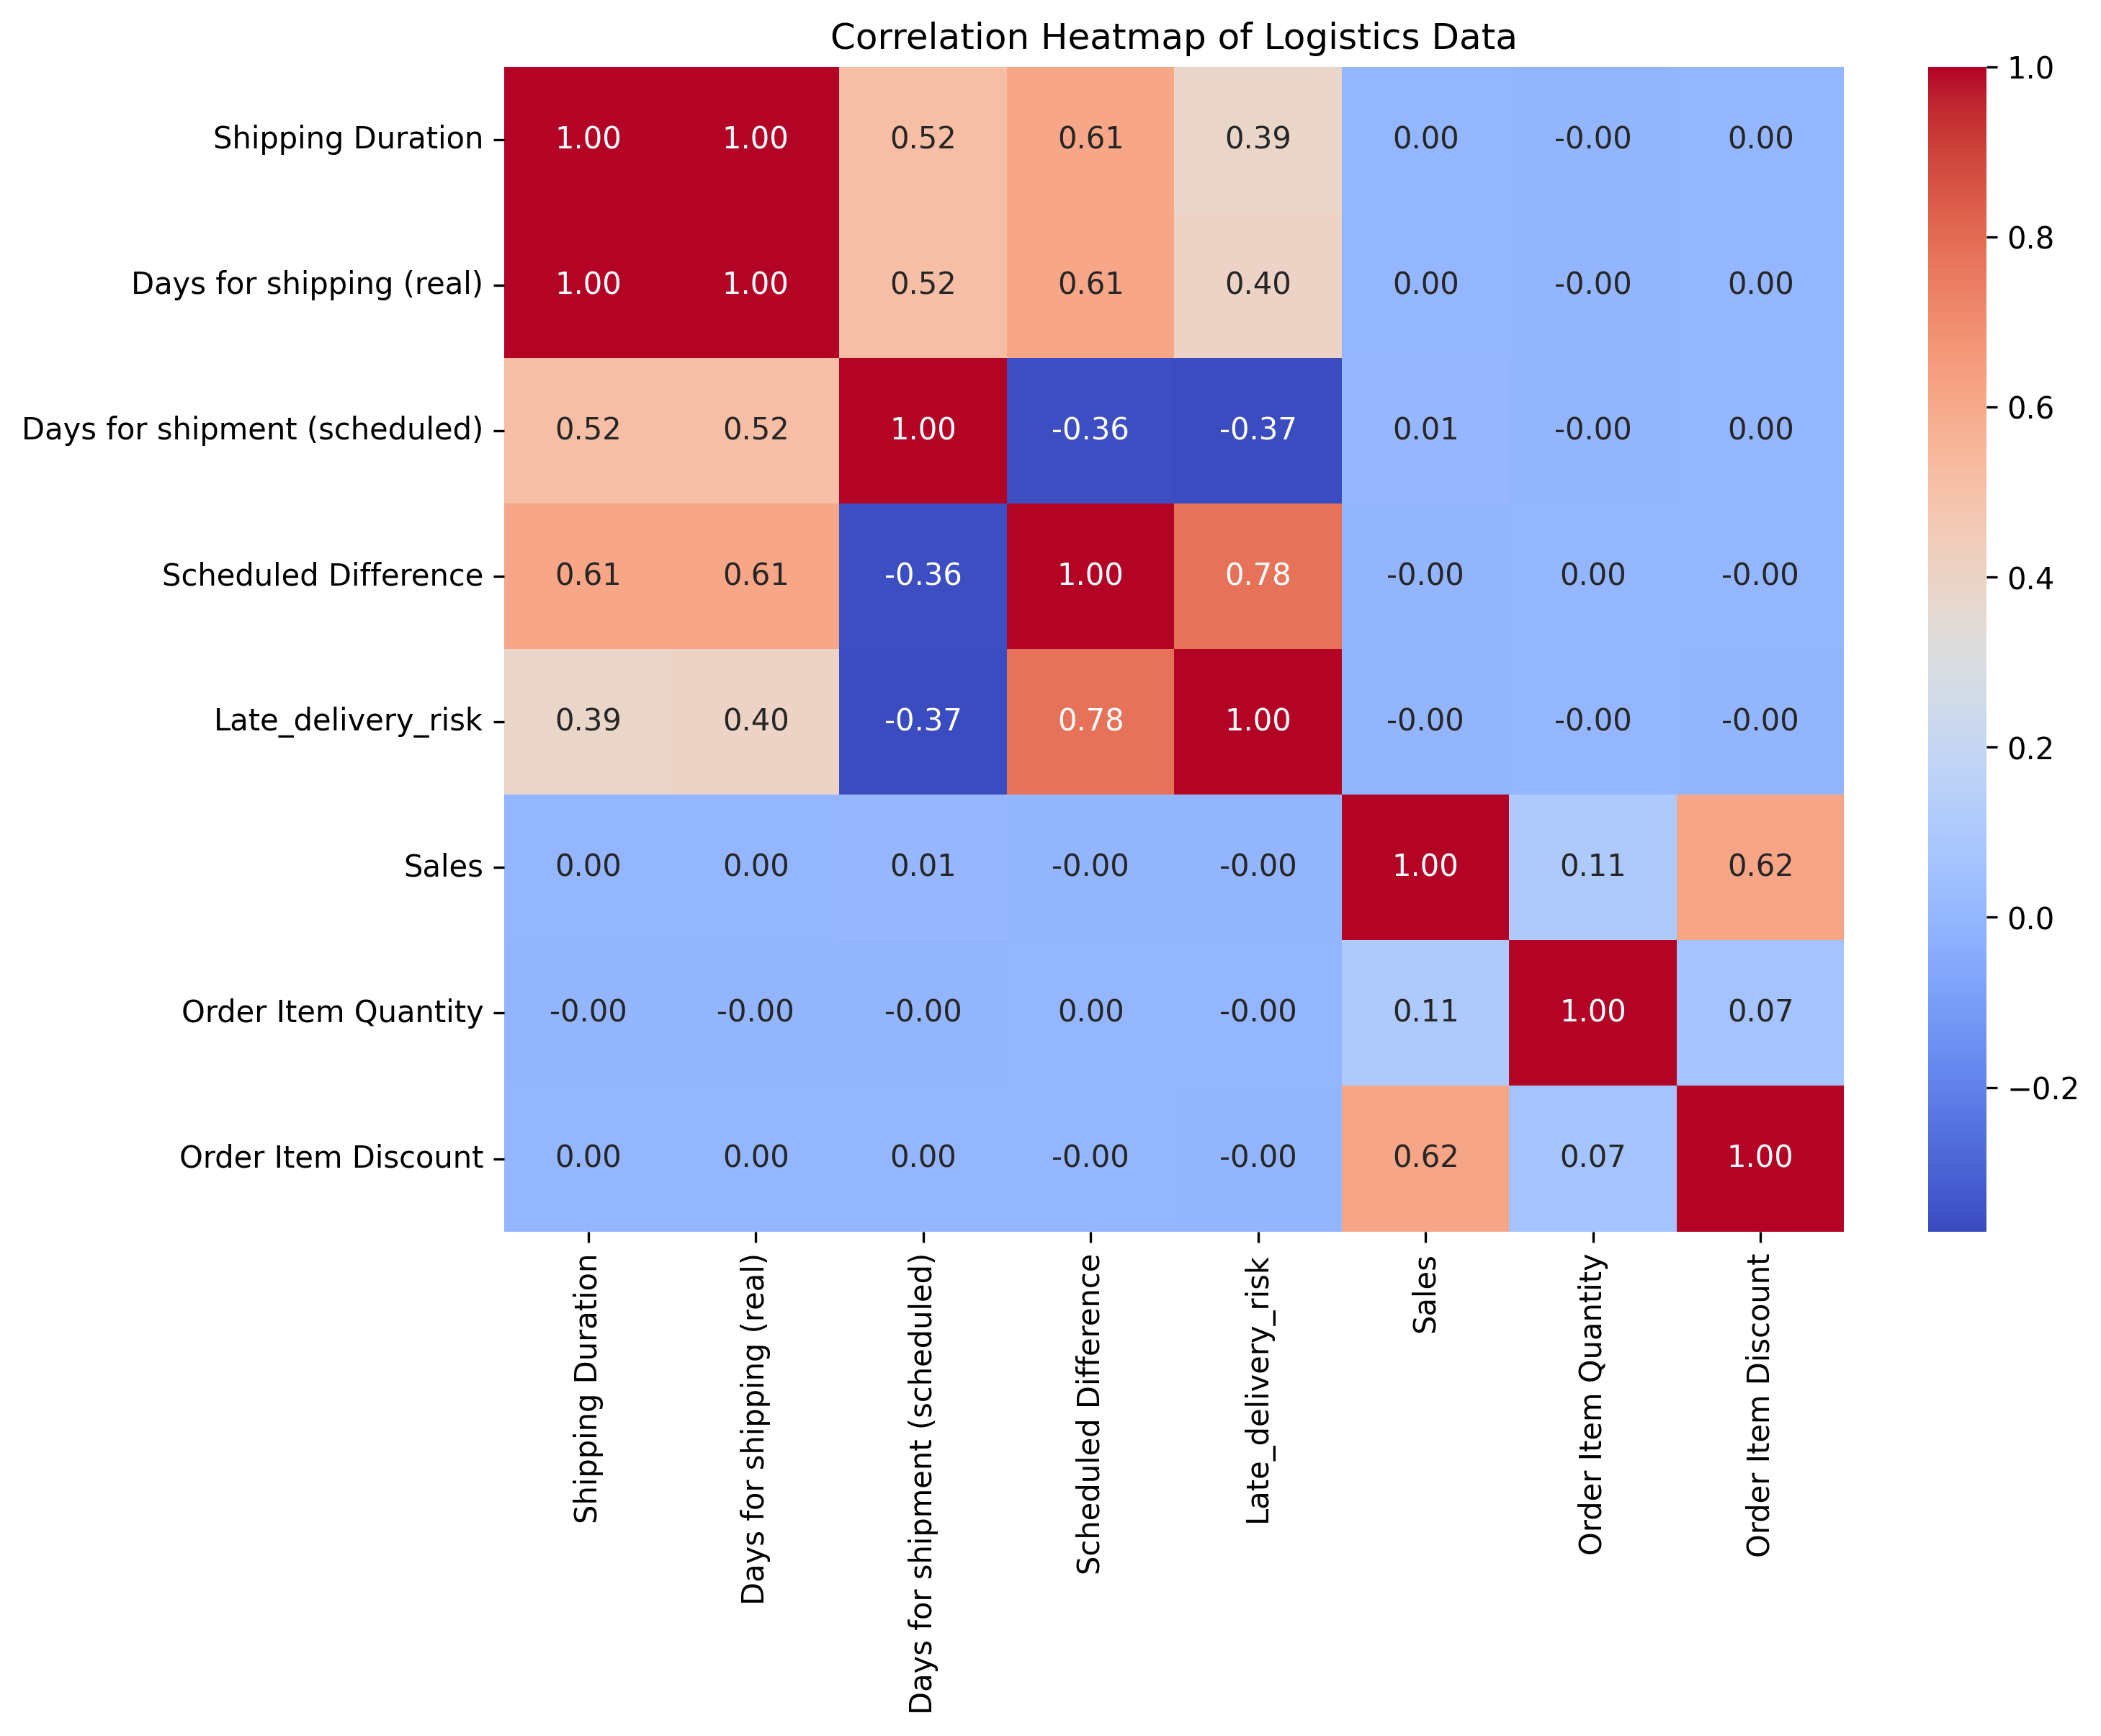 Correlation Heatmap of Logistics Data
Shipping Duration 1.00 1.00 0.52 0.61 0.39 0.00 -0.00 0.00
Days for shipping (real) 1.00 1.00 0.52 0.61 0.40 0.00 -0.00 0.00
Days for shipment (scheduled) 0.52 0.52 1.00 -0.36 -0.37 0.01 -0.00 0.00
Scheduled Difference 0.61 0.61 -0.36 1.00 0.78 -0.00 0.00 -0.00
Late_delivery_risk 0.39 0.40 -0.37 0.78 1.00 -0.00 -0.00 -0.00
Sales 0.00 0.00 0.01 -0.00 -0.00 1.00 0.11 0.62
Order Item Quantity -0.00 -0.00 -0.00 0.00 -0.00 0.11 1.00 0.07
Order Item Discount 0.00 0.00 0.00 -0.00 -0.00 0.62 0.07 1.00
Shipping Duration
Days for shipping (real)
Days for shipment (scheduled)
Scheduled Difference
Late_delivery_risk
Sales
Order Item Quantity
Order Item Discount
1.0
0.8
0.6
0.4
0.2
0.0
−0.2